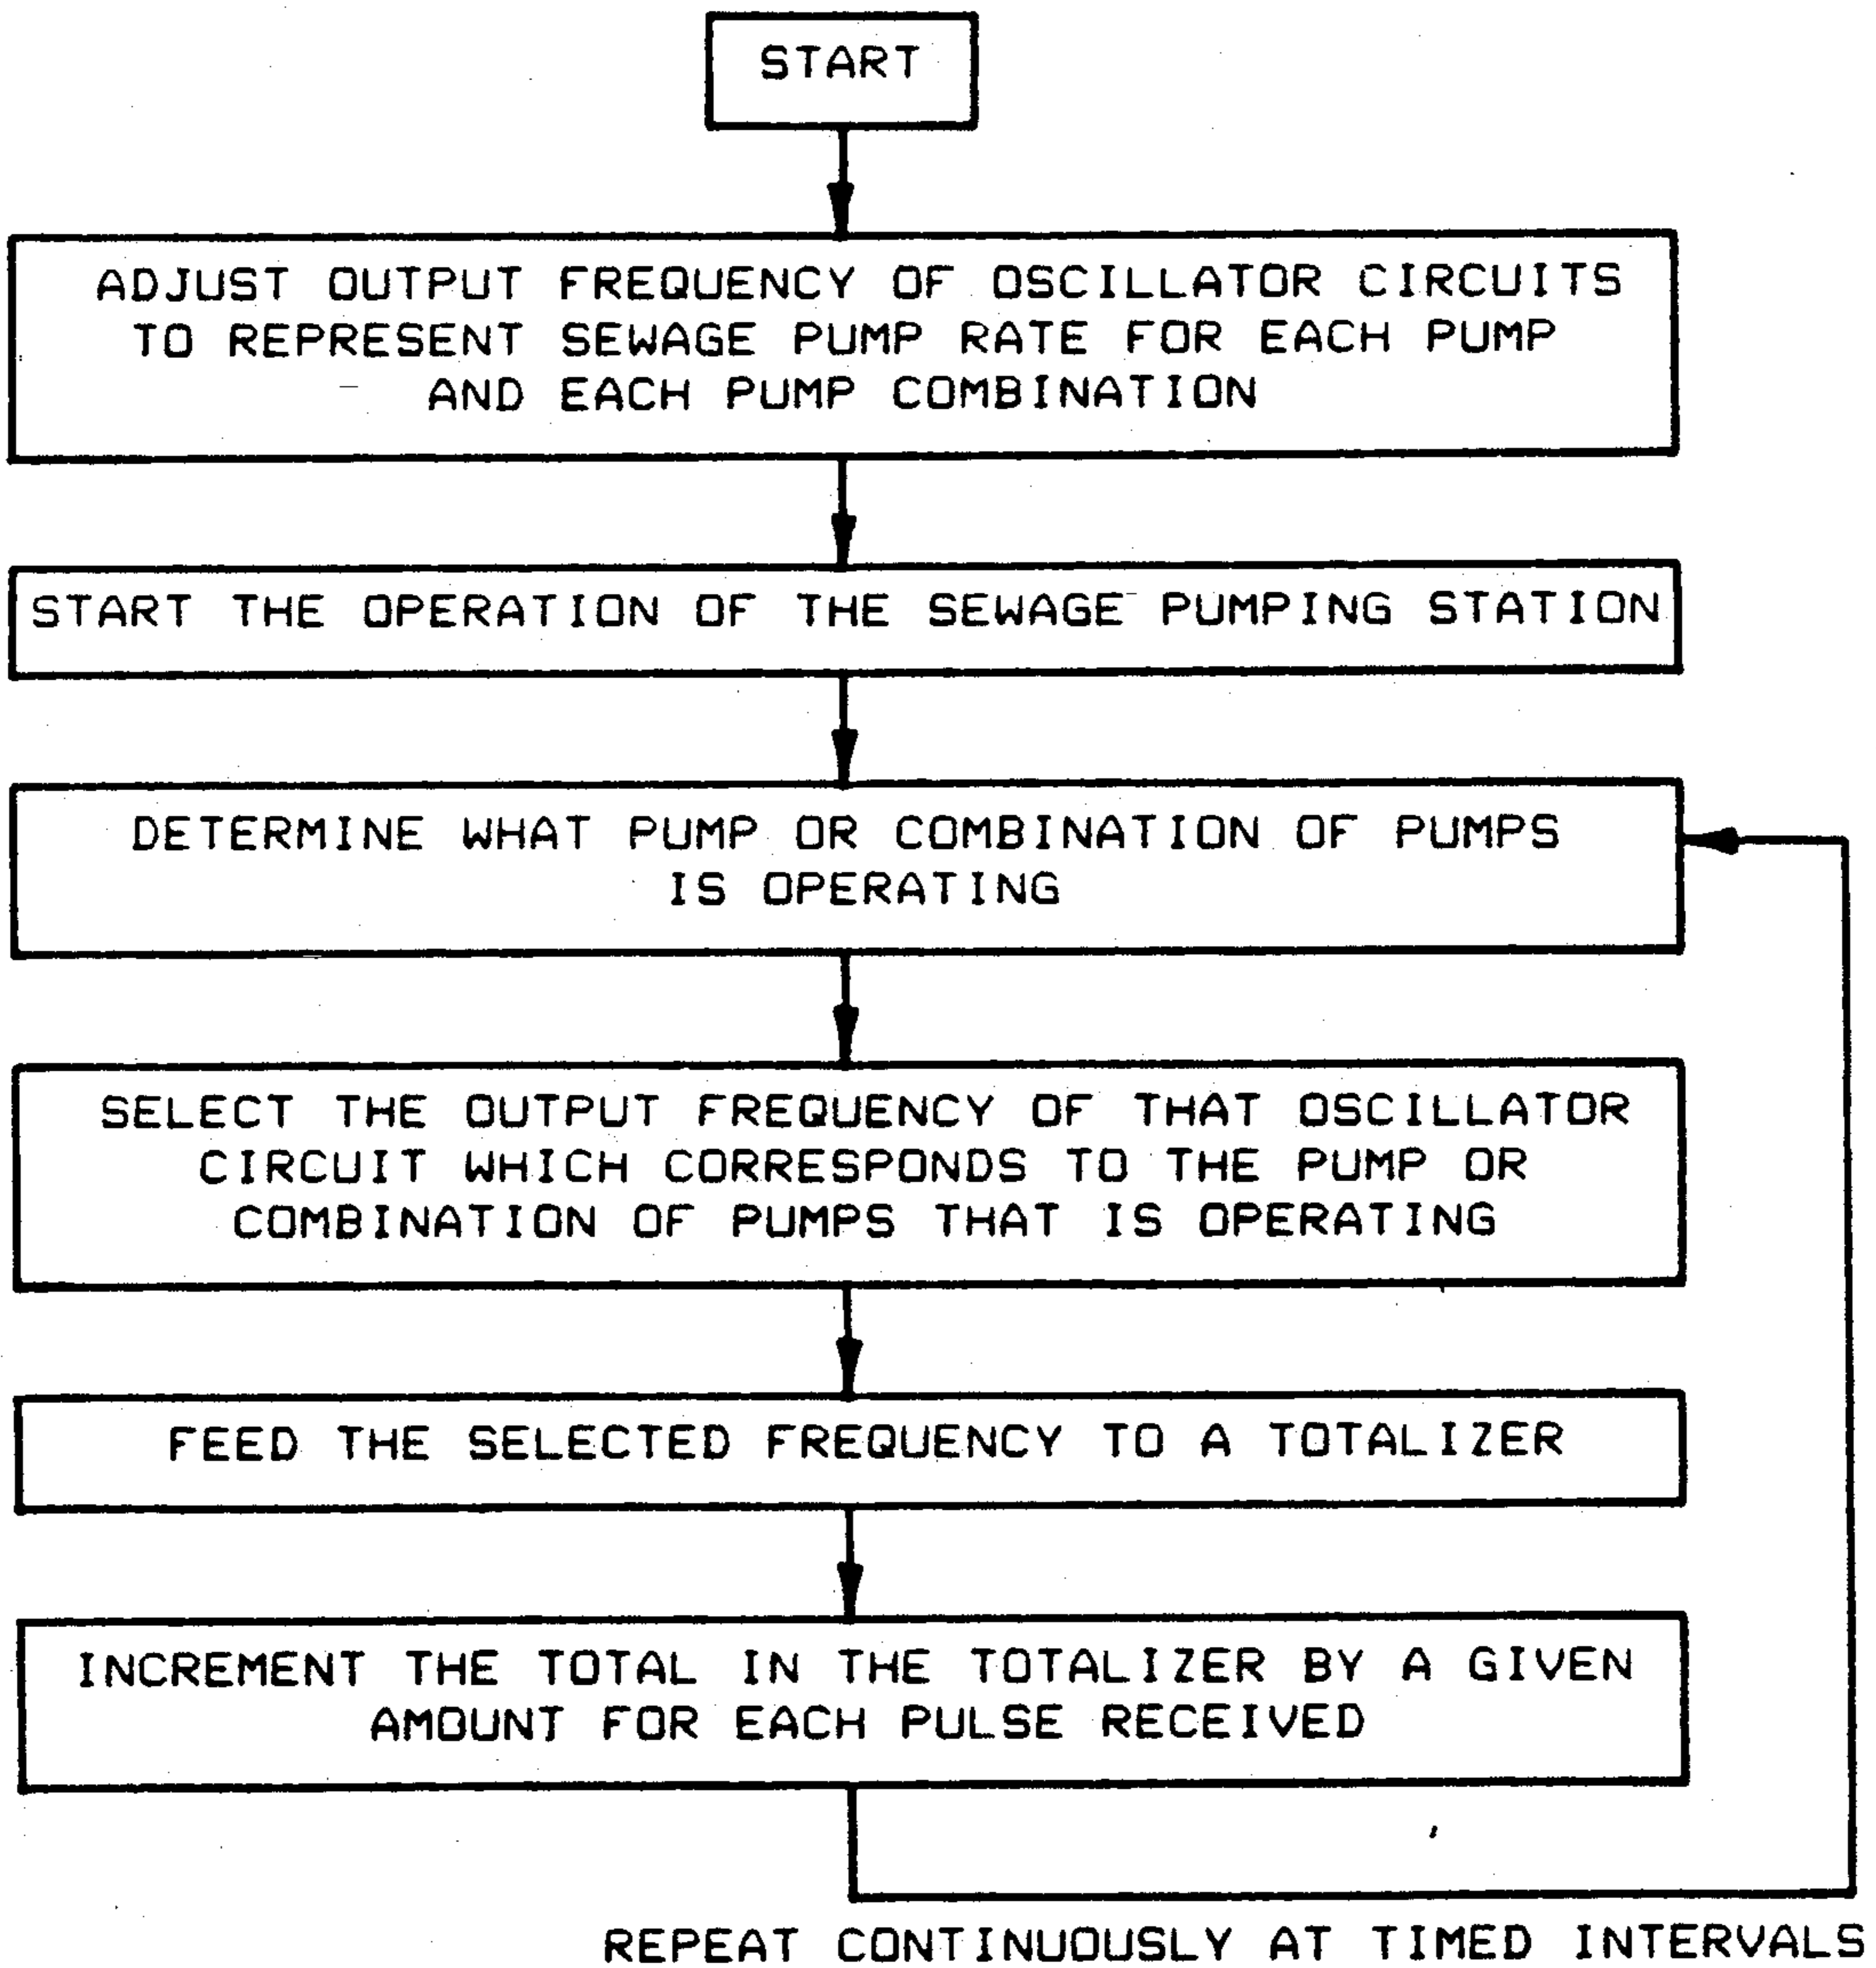 START
ADJUST OUTPUT FREQUENCY OF OSCILLATOR CIRCUITS
TO REPRESENT SEWAGE PUMP RATE FOR EACH PUMP
AND EACH PUMP COMBINATION
START THE OPERATION OF THE SEWAGE PUMPING STATION
DETERMINE WHAT PUMP OR COMBINATION OF PUMPS
IS OPERATING
SELECT THE OUTPUT FREQUENCY OF THAT OSCILLATOR
CIRCUIT WHICH CORRESPONDS TO THE PUMP OR
COMBINATION OF PUMPS THAT IS OPERATING
FEED THE SELECTED FREQUENCY TO A TOTALIZER
INCREMENT THE TOTAL IN THE TOTALIZER BY A GIVEN
AMOUNT FOR EACH PULSE RECEIVED
REPEAT CONTINUOUSLY AT TIMED INTERVALS